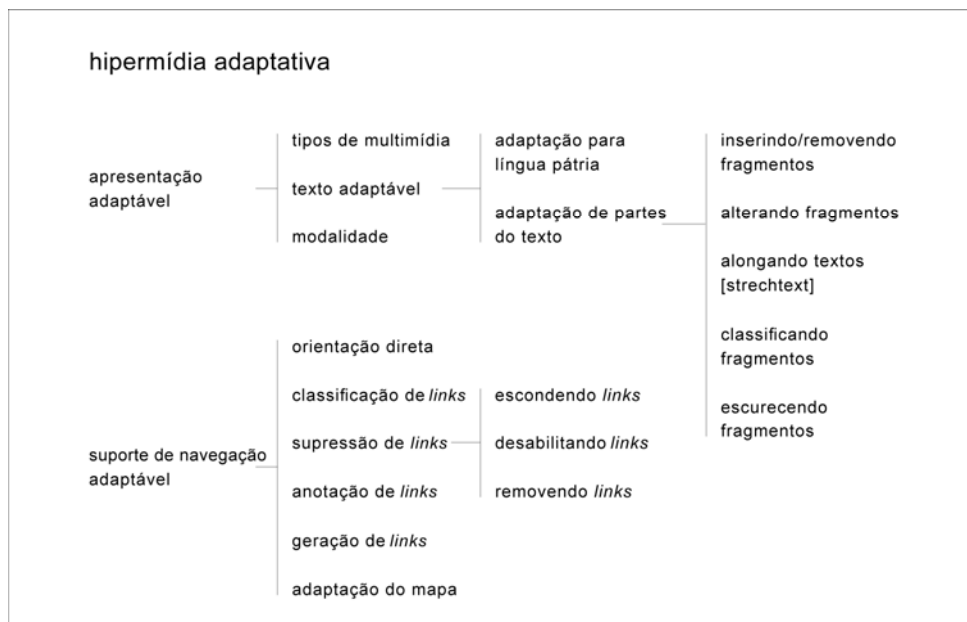 hipermídia adaptativa
apresentação
adaptável
tipos de multimídia
texto adaptável
modalidade
adaptação para
língua pátria
adaptação de partes
do texto
inserindo/removendo
fragmentos
alterando fragmentos
alongando textos
[strechtext]
classificando
fragmentos
escurecendo
fragmentos
suporte de navegação
adaptável
orientação direta
classificação de links
supressão de links
anotação de links
geração de links
adaptação do mapa
escondendo links
desabilitando links
removendo links